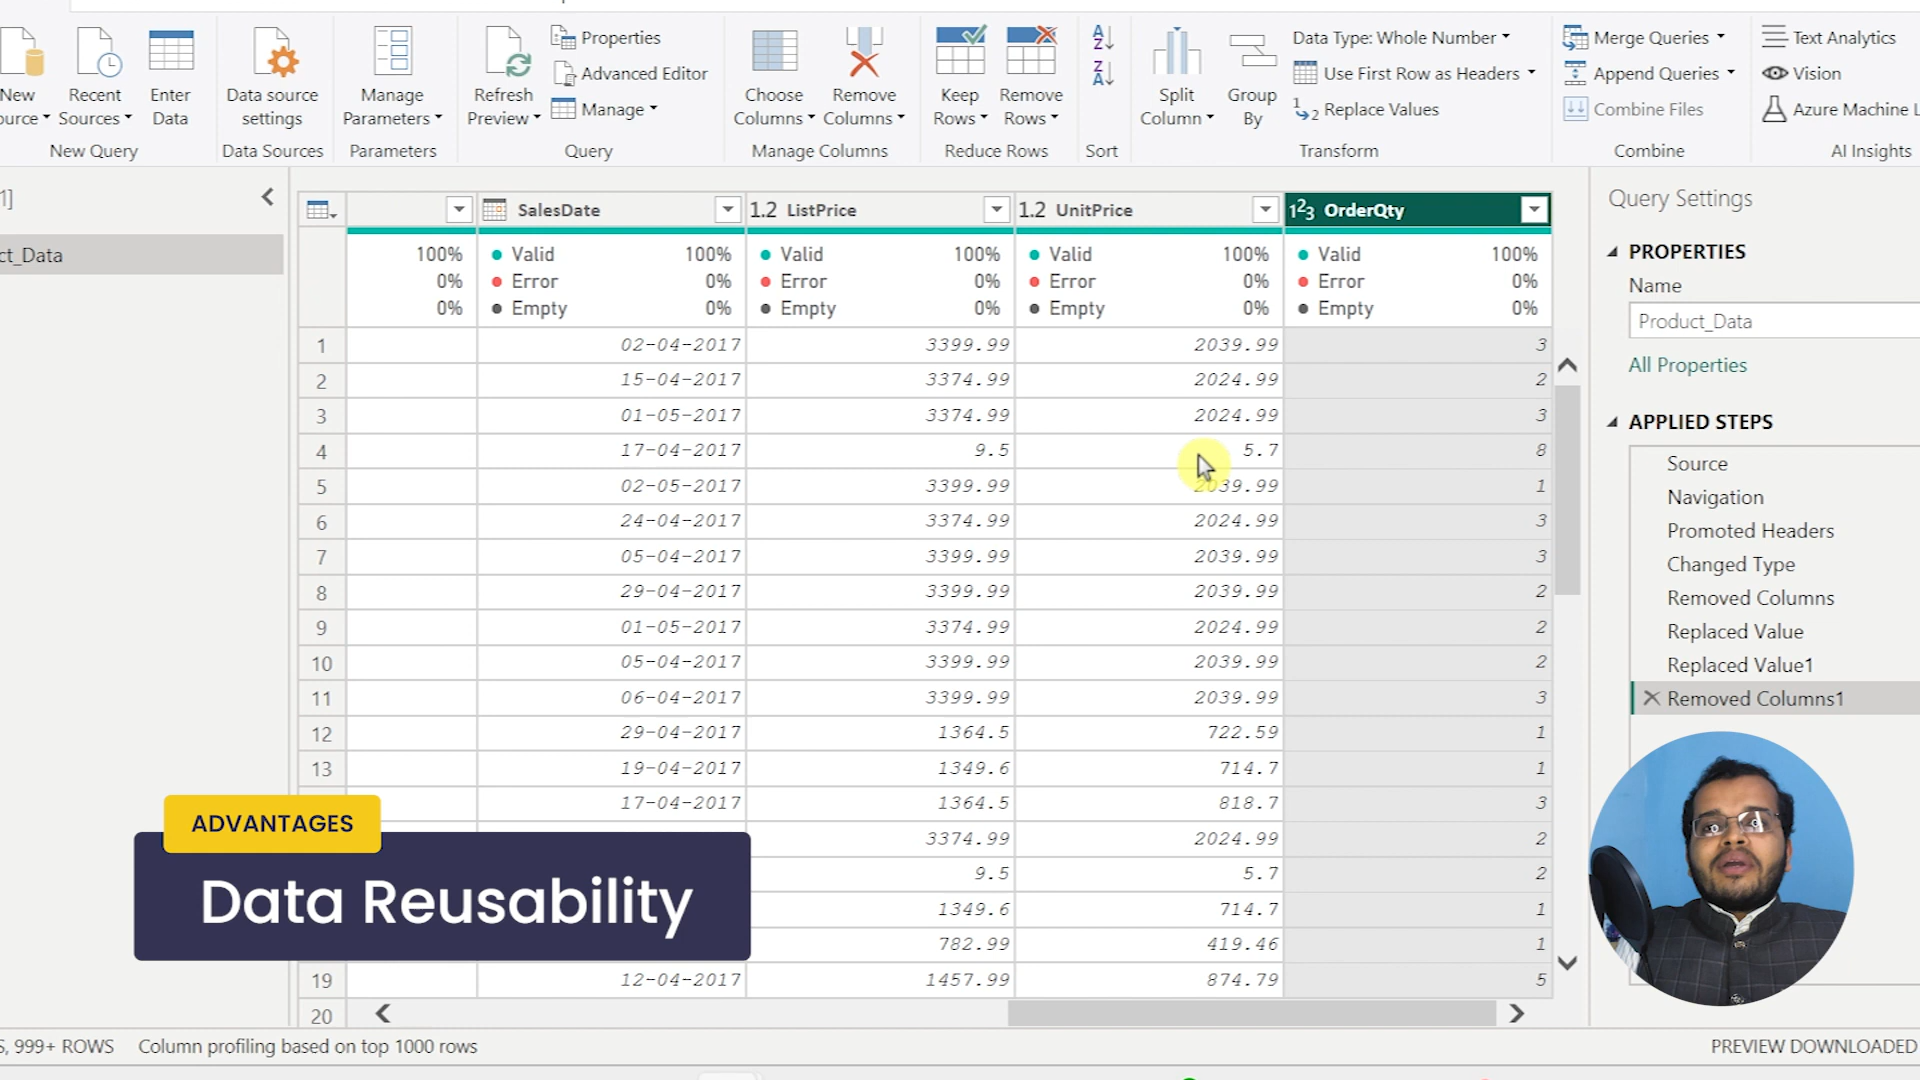 New
ource
Recent
Sources
Enter
Data
New Query
Data source
settings
Data Sources
Manage
Parameters
Parameters
Refresh
Preview
Properties
Advanced Editor
Manage
Query
Choose
Columns
Remove
Columns
Manage Columns
Keep
Rows
Remove
Rows
Reduce Rows
A
Z
Z
A
Sort
Split
Column
Group
By
Data Type: Whole Number
Use First Row as Headers
1
2
Replace Values
Transform
Merge Queries
Append Queries
Combine Files
Combine
Text Analytics
Vision
Azure Machine L
AI Insights
1]
ct_Data
SalesDate
1.2 ListPrice
1.2 UnitPrice
123 OrderQty
100% Valid 100% Valid 100% Valid 100% Valid 100%
0% Error 0% Error 0% Error 0% Error 0%
0% Empty 0% Empty 0% Empty 0% Empty 0%
1 02-04-2017 3399.99 2039.99 3
2 15-04-2017 3374.99 2024.99 2
3 01-05-2017 3374.99 2024.99 3
4 17-04-2017 9.5 5.7 8
5 02-05-2017 3399.99 2039.99 1
6 24-04-2017 3374.99 2024.99 3
7 05-04-2017 3399.99 2039.99 3
8 29-04-2017 3399.99 2039.99 2
9 01-05-2017 3374.99 2024.99 2
10 05-04-2017 3399.99 2039.99 2
11 06-04-2017 3399.99 2039.99 3
12 29-04-2017 1364.5 722.59 1
13 19-04-2017 1349.6 714.7 1
17-04-2017 1364.5 818.7 3
3374.99 2024.99 2
9.5 5.7 2
1349.6 714.7 1
782.99 419.46 1
19 12-04-2017 1457.99 874.79 5
20
ADVANTAGES
Data Reusability
Query Settings
PROPERTIES
Name
Product_Data
All Properties
APPLIED STEPS
Source
Navigation
Promoted Headers
Changed Type
Removed Columns
Replaced Value
Replaced Value1
Removed Columns1
S, 999+ ROWS
Column profiling based on top 1000 rows
PREVIEW DOWNLOADED